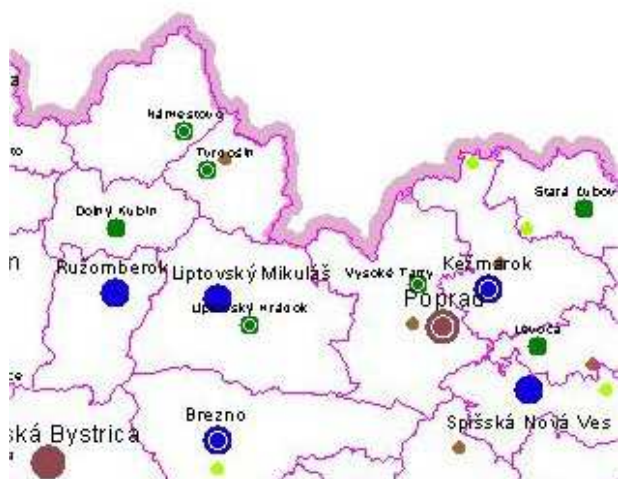 Námestovo
Tvrdošín
Stará Ľubov
Dolný Kubín
Ružomberok
Liptovský Mikuláš
Vysoké Tatry
Kežmarok
Liptovský Hrádok
Poprad
Levoča
Brezno
Spišská Nová Ves
ská Bystrica